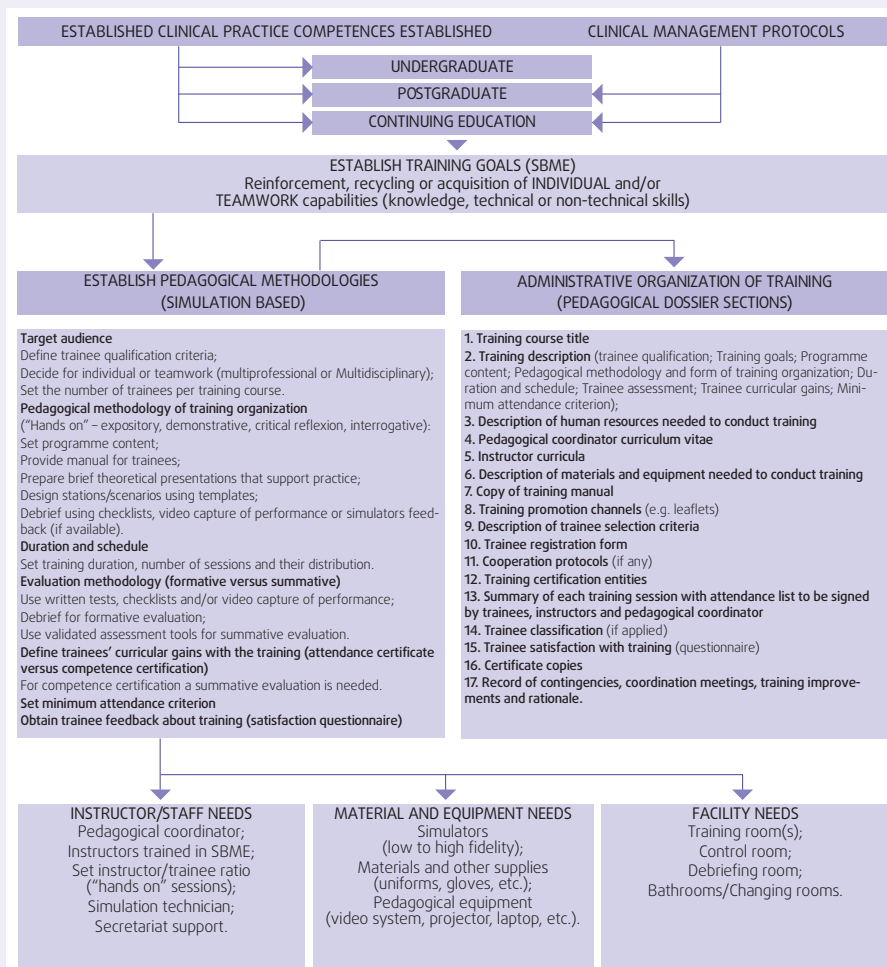 ESTABLISHED CLINICAL PRACTICE COMPETENCES ESTABLISHED
CLINICAL MANAGEMENT PROTOCOLS
UNDERGRADUATE
POSTGRADUATE
CONTINUING EDUCATION
ESTABLISH TRAINING GOALS (SBME)
Reinforcement, recycling or acquisition of INDIVIDUAL and/or
TEAMWORK capabilities (knowledge, technical or non-technical skills)
ESTABLISH PEDAGOGICAL METHODOLOGIES
(SIMULATION BASED)
Target audience
Define trainee qualification criteria;
Decide for individual or teamwork (multiprofessional or Multidisciplinary);
Set the number of trainees per training course.
Pedagogical methodology of training organization
("Hands on" – expository, demonstrative, critical reflexion, interrogative):
Set programme content;
Provide manual for trainees;
Prepare brief theoretical presentations that support practice;
Design stations/scenarios using templates;
Debrief using checklists, video capture of performance or simulators feed-
back (if available).
Duration and schedule
Set training duration, number of sessions and their distribution.
Evaluation methodology (formative versus summative)
Use written tests, checklists and/or video capture of performance;
Debrief for formative evaluation;
Use validated assessment tools for summative evaluation.
Define trainees' curricular gains with the training (attendance certificate
versus competence certification)
For competence certification a summative evaluation is needed.
Set minimum attendance criterion
Obtain trainee feedback about training (satisfaction questionnaire)
ADMINISTRATIVE ORGANIZATION OF TRAINING
(PEDAGOGICAL DOSSIER SECTIONS)
1. Training course title
2. Training description (trainee qualification; Training goals; Programme
content; Pedagogical methodology and form of training organization; Du-
ration and schedule; Trainee assessment; Trainee curricular gains; Mini-
mum attendance criterion);
3. Description of human resources needed to conduct training
4. Pedagogical coordinator curriculum vitae
5. Instructor curricula
6. Description of materials and equipment needed to conduct training
7. Copy of training manual
8. Training promotion channels (e.g. leaflets)
9. Description of trainee selection criteria
10. Trainee registration form
11. Cooperation protocols (if any)
12. Training certification entities
13. Summary of each training session with attendance list to be signed
by trainees, instructors and pedagogical coordinator
14. Trainee classification (if applied)
15. Trainee satisfaction with training (questionnaire)
16. Certificate copies
17. Record of contingencies, coordination meetings, training improve-
ments and rationale.
INSTRUCTOR/STAFF NEEDS
Pedagogical coordinator;
Instructors trained in SBME;
Set instructor/trainee ratio
("hands on" sessions);
Simulation technician;
Secretariat support.
MATERIAL AND EQUIPMENT NEEDS
Simulators
(low to high fidelity);
Materials and other supplies
(uniforms, gloves, etc.);
Pedagogical equipment
(video system, projector, laptop, etc.).
FACILITY NEEDS
Training room(s);
Control room;
Debriefing room;
Bathrooms/Changing rooms.